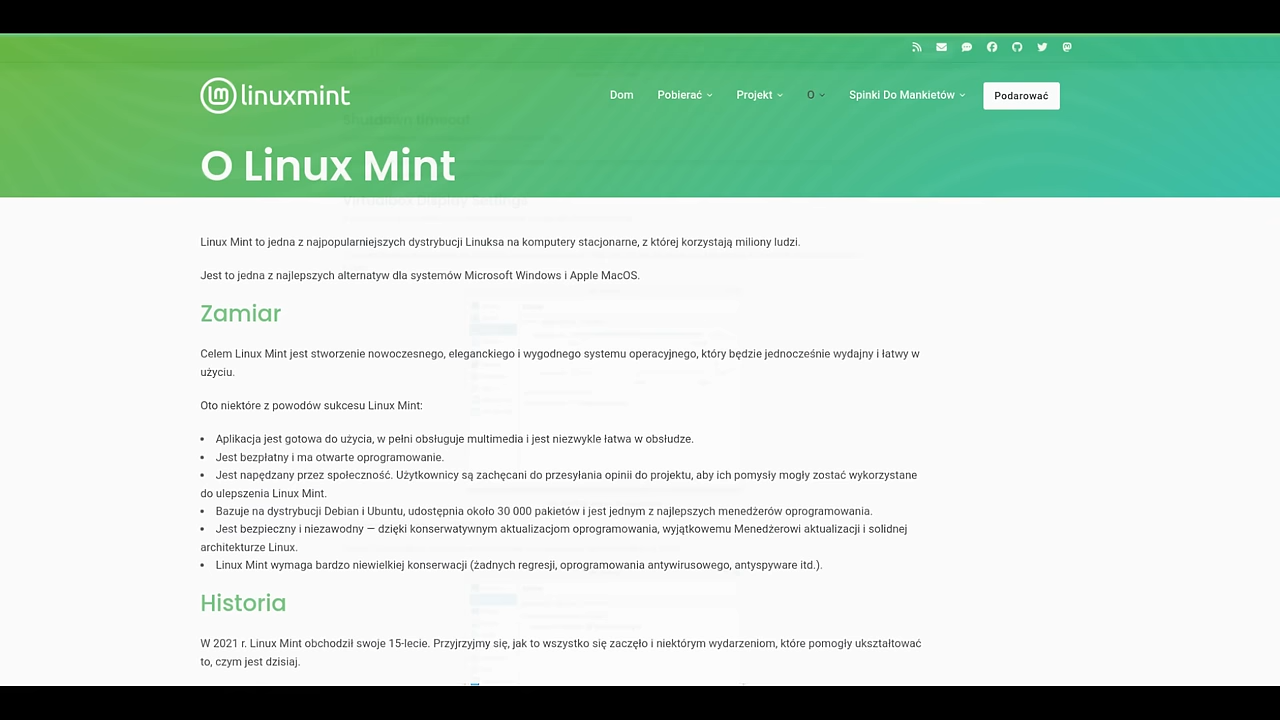 linuxmint
Dom
Pobierać
Projekt
O
Spinki Do Mankietów
Podarować
O Linux Mint
Linux Mint to jedna z najpopularniejszych dystrybucji Linuksa na komputery stacjonarne, z której korzystają miliony ludzi.
Jest to jedna z najlepszych alternatyw dla systemów Microsoft Windows i Apple MacOS.
Zamiar
Celem Linux Mint jest stworzenie nowoczesnego, eleganckiego i wygodnego systemu operacyjnego, który będzie jednocześnie wydajny i łatwy w
użyciu.
Oto niektóre z powodów sukcesu Linux Mint:
• Aplikacja jest gotowa do użycia, w pełni obsługuje multimedia i jest niezwykle łatwa w obsłudze.
• Jest bezpłatny i ma otwarte oprogramowanie.
• Jest napędzany przez społeczność. Użytkownicy są zachęcani do przesyłania opinii do projektu, aby ich pomysły mogły zostać wykorzystane
do ulepszenia Linux Mint.
• Bazuje na dystrybucji Debian i Ubuntu, udostępnia około 30 000 pakietów i jest jednym z najlepszych menedżerów oprogramowania.
• Jest bezpieczny i niezawodny — dzięki konserwatywnym aktualizacjom oprogramowania, wyjątkowemu Menedżerowi aktualizacji i solidnej
architekturze Linux.
• Linux Mint wymaga bardzo niewielkiej konserwacji (żadnych regresji, oprogramowania antywirusowego, antyspyware itd.).
Historia
W 2021 r. Linux Mint obchodził swoje 15-lecie. Przyjrzyjmy się, jak to wszystko się zaczęło i niektórym wydarzeniom, które pomogły ukształtować
to, czym jest dzisiaj.